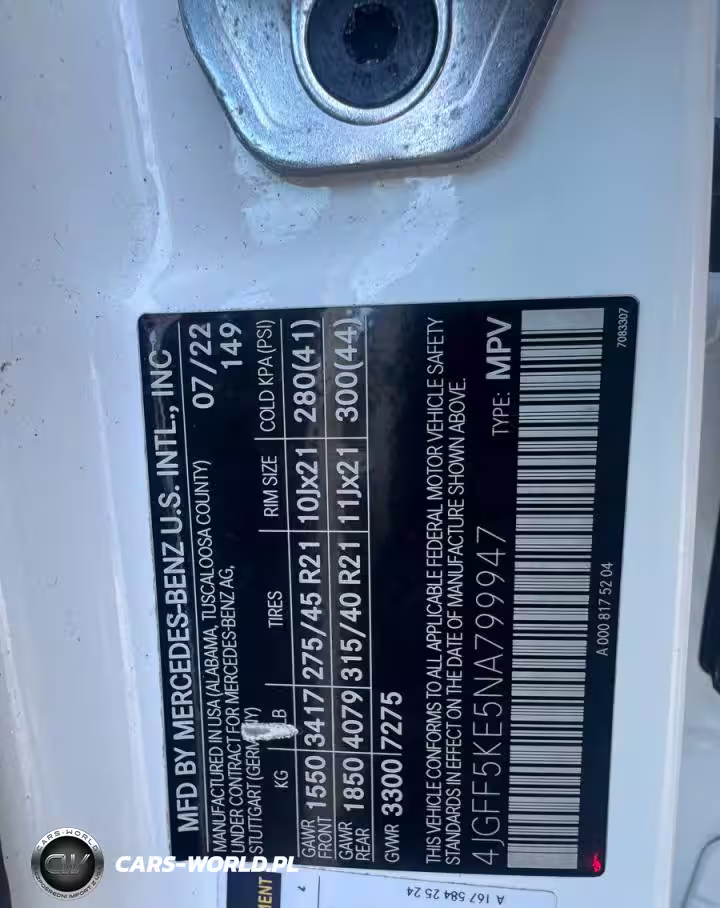 MFD BY MERCEDES-BENZ U.S. INTL., INC
MANUFACTURED IN USA (ALABAMA, TUSCALOOSA COUNTY) 07/22
UNDER CONTRACT FOR MERCEDES-BENZ AG, 149
STUTTGART
KG LB TIRES RIM SIZE COLD KPA (PSI)
GAWR FRONT 1550 3417 275/45 R21 10Jx21 280(41)
GAWR REAR 1850 4079 315/40 R21 11Jx21 300(44)
GVWR 3300 7275
THIS VEHICLE CONFORMS TO ALL APPLICABLE FEDERAL MOTOR VEHICLE SAFETY
STANDARDS IN EFFECT ON THE DATE OF MANUFACTURE SHOWN ABOVE.
4JGFF5KE5NA799947 TYPE: MPV
A 000 817 52 04
7083307
A 167 584 25 24
CARS-WORLD
CW
CARS-WORLD.PL